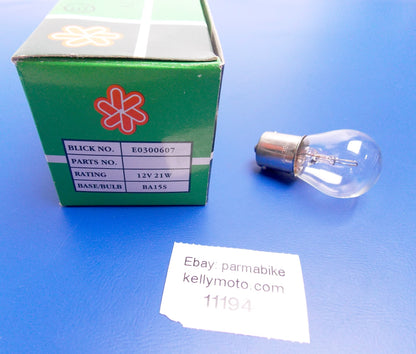 BLICK NO. E0300607
PARTS NO.
RATING 12V 21W
BASE/BULB BA15S
Ebay: parmabike
kellymoto.com
11194